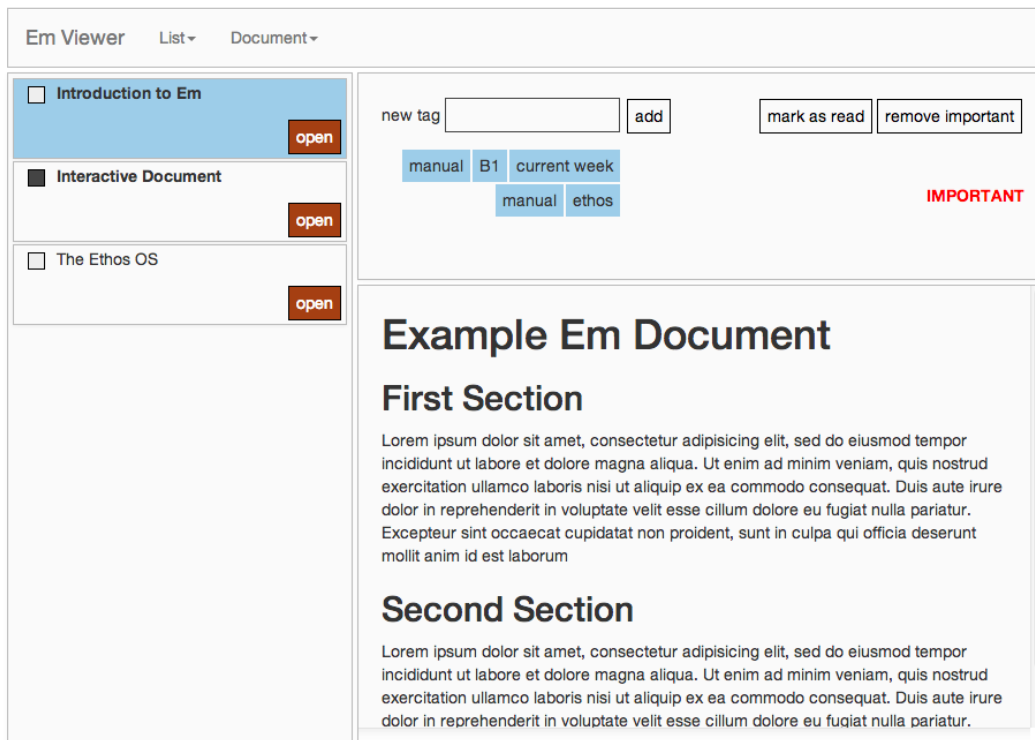 Em Viewer List Document
Introduction to Em
open
Interactive Document
open
The Ethos OS
open
new tag add mark as read remove important
manual B1 current week
manual ethos
IMPORTANT
Example Em Document
First Section
Lorem ipsum dolor sit amet, consectetur adipisicing elit, sed do eiusmod tempor
incididunt ut labore et dolore magna aliqua. Ut enim ad minim veniam, quis nostrud
exercitation ullamco laboris nisi ut aliquip ex ea commodo consequat. Duis aute irure
dolor in reprehenderit in voluptate velit esse cillum dolore eu fugiat nulla pariatur.
Excepteur sint occaecat cupidatat non proident, sunt in culpa qui officia deserunt
mollit anim id est laborum
Second Section
Lorem ipsum dolor sit amet, consectetur adipisicing elit, sed do eiusmod tempor
incididunt ut labore et dolore magna aliqua. Ut enim ad minim veniam, quis nostrud
exercitation ullamco laboris nisi ut aliquip ex ea commodo consequat. Duis aute irure
dolor in reprehenderit in voluptate velit esse cillum dolore eu fugiat nulla pariatur.